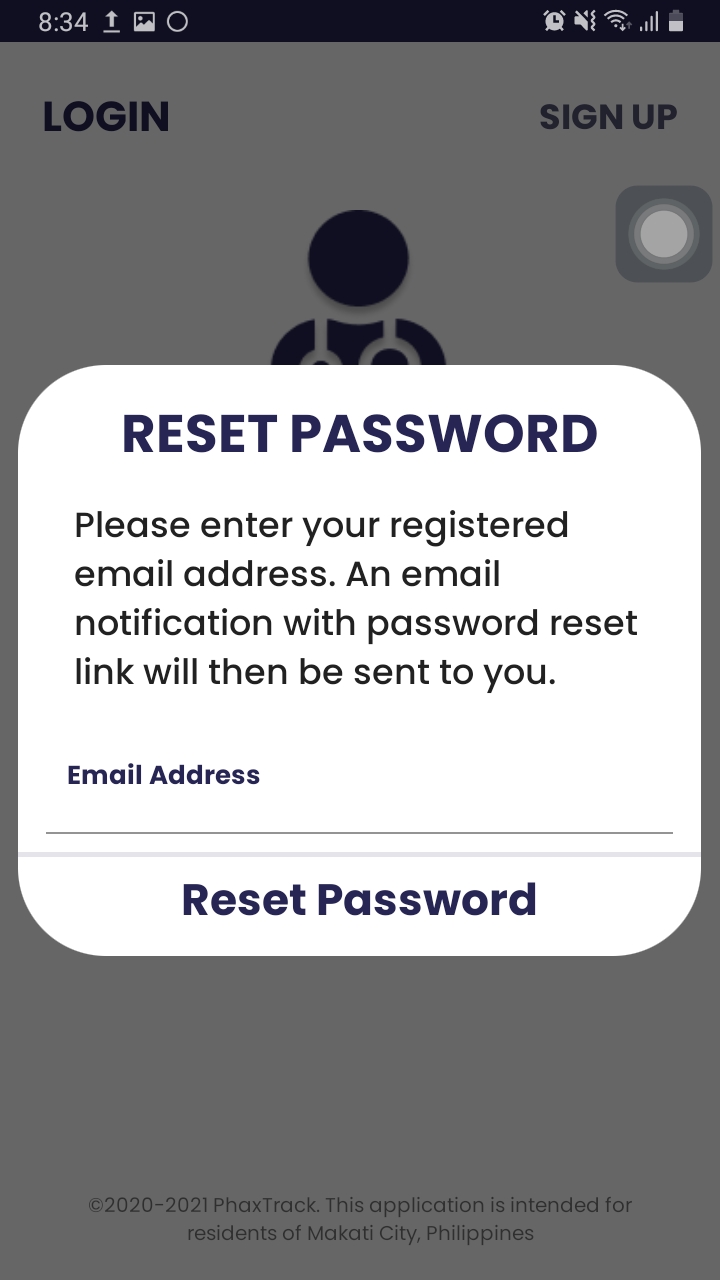 8:34
LOGIN
SIGN UP
RESET PASSWORD
Please enter your registered
email address. An email
notification with password reset
link will then be sent to you.
Email Address
Reset Password
©2020-2021 PhaxTrack. This application is intended for
residents of Makati City, Philippines